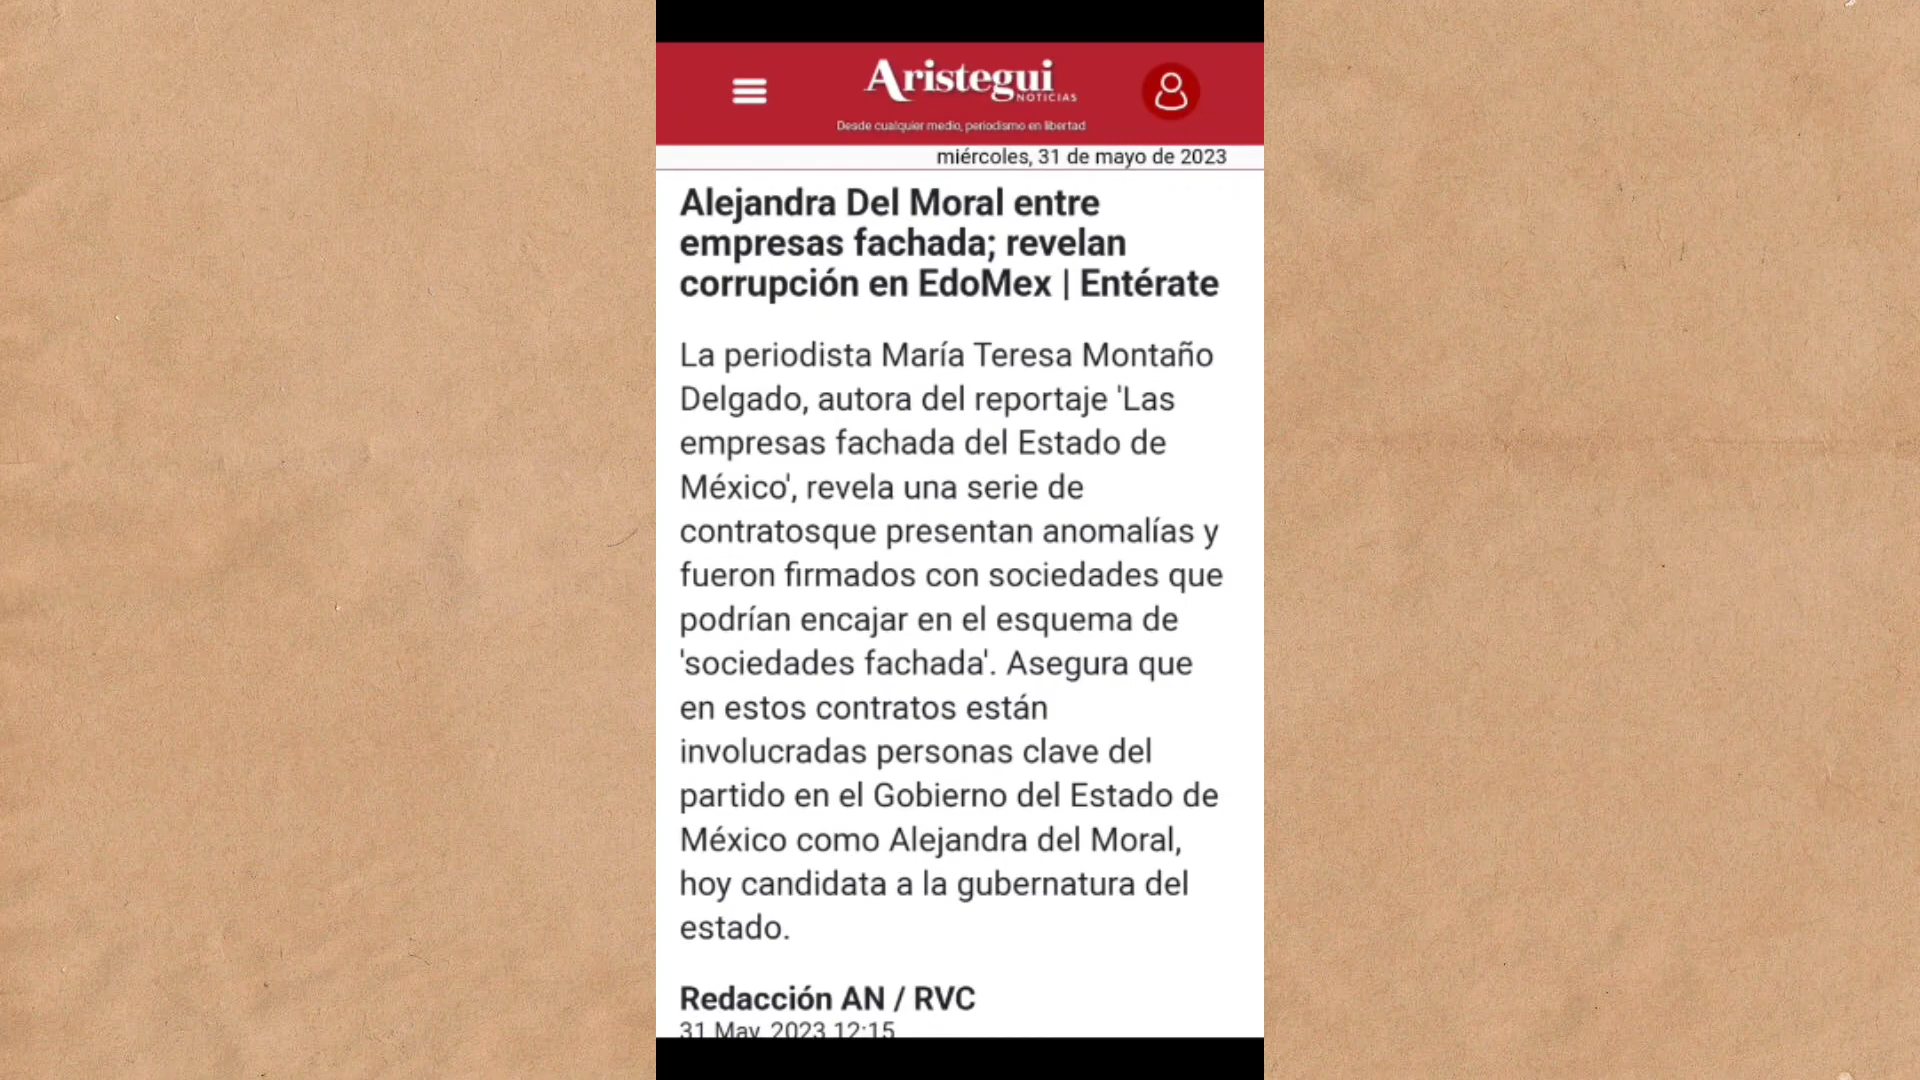 Aristegui
NOTICIAS
Desde cualquier medio, periodismo en libertad
miércoles, 31 de mayo de 2023
Alejandra Del Moral entre
empresas fachada; revelan
corrupción en EdoMex | Entérate
La periodista María Teresa Montaño
Delgado, autora del reportaje 'Las
empresas fachada del Estado de
México', revela una serie de
contratosque presentan anomalías y
fueron firmados con sociedades que
podrían encajar en el esquema de
'sociedades fachada'. Asegura que
en estos contratos están
involucradas personas clave del
partido en el Gobierno del Estado de
México como Alejandra del Moral,
hoy candidata a la gubernatura del
estado.
Redacción AN / RVC
31 May, 2023 12:15